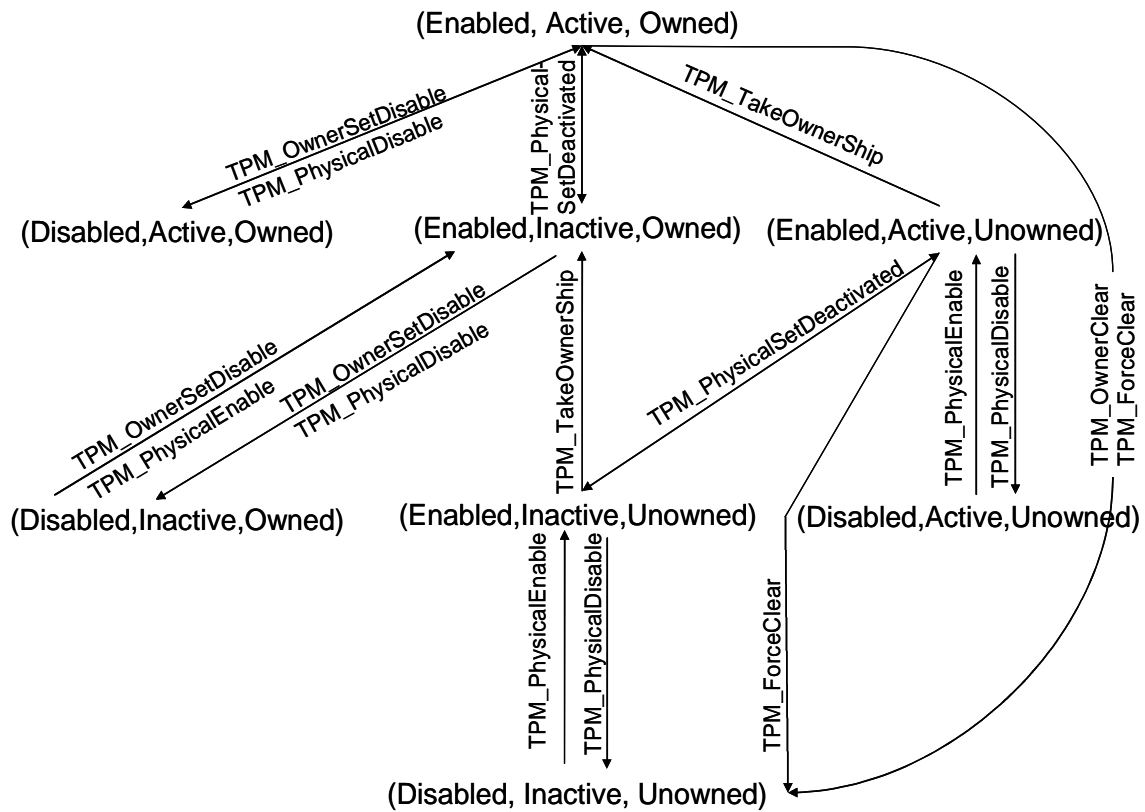 (Enabled, Active, Owned)
TPM_OwnerSetDisable
TPM_PhysicalDisable
TPM_Physical-
SetDeactivated
TPM_TakeOwnerShip
(Disabled,Active,Owned)
(Enabled,Inactive,Owned)
(Enabled,Active,Unowned)
TPM_OwnerSetDisable
TPM_PhysicalEnable
TPM_OwnerSetDisable
TPM_PhysicalDisable
TPM_TakeOwnerShip
TPM_PhysicalSetDeactivated
TPM_PhysicalEnable
TPM_PhysicalDisable
TPM_OwnerClear
TPM_ForceClear
(Disabled,Inactive,Owned)
(Enabled,Inactive,Unowned)
(Disabled,Active,Unowned)
TPM_PhysicalEnable
TPM_PhysicalDisable
TPM_ForceClear
(Disabled, Inactive, Unowned)